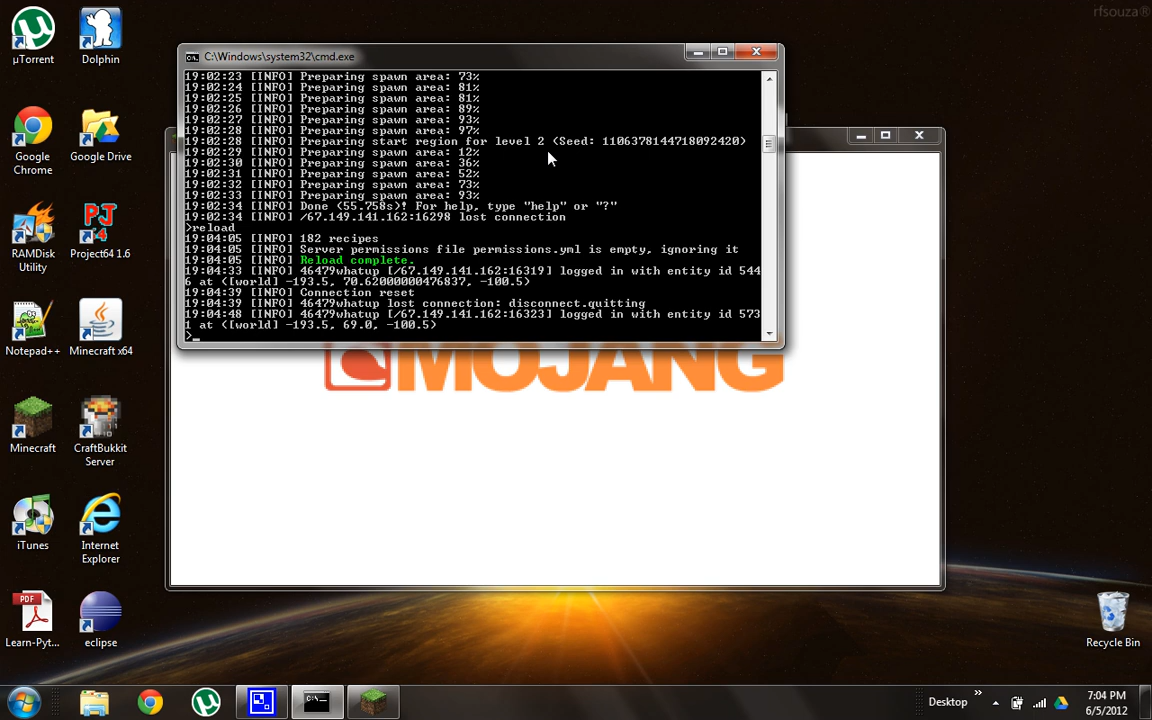 rfsouza®
µTorrent
Dolphin
Google Chrome
Google Drive
RAMDisk Utility
Project64 1.6
Notepad++
Minecraft x64
Minecraft
CraftBukkit Server
iTunes
Internet Explorer
PDF
Learn-Pyt...
eclipse
C:\Windows\system32\cmd.exe
19:02:23 [INFO] Preparing spawn area: 73%
19:02:24 [INFO] Preparing spawn area: 81%
19:02:25 [INFO] Preparing spawn area: 81%
19:02:26 [INFO] Preparing spawn area: 89%
19:02:27 [INFO] Preparing spawn area: 93%
19:02:28 [INFO] Preparing spawn area: 97%
19:02:28 [INFO] Preparing start region for level 2 (Seed: 1106378144718092420)
19:02:29 [INFO] Preparing spawn area: 12%
19:02:30 [INFO] Preparing spawn area: 36%
19:02:31 [INFO] Preparing spawn area: 52%
19:02:32 [INFO] Preparing spawn area: 73%
19:02:33 [INFO] Preparing spawn area: 93%
19:02:34 [INFO] Done (55.758s)! For help, type "help" or "?"
19:02:34 [INFO] /67.149.141.162:16298 lost connection
>reload
19:04:05 [INFO] 182 recipes
19:04:05 [INFO] Server permissions file permissions.yml is empty, ignoring it
19:04:05 [INFO] Reload complete.
19:04:33 [INFO] 46479whatup [/67.149.141.162:16319] logged in with entity id 544
6 at ([world] -193.5, 70.62000000476837, -100.5)
19:04:39 [INFO] Connection reset
19:04:39 [INFO] 46479whatup lost connection: disconnect.quitting
19:04:48 [INFO] 46479whatup [/67.149.141.162:16323] logged in with entity id 573
1 at ([world] -193.5, 69.0, -100.5)
>_
MOJANG
Recycle Bin
Desktop
7:04 PM
6/5/2012